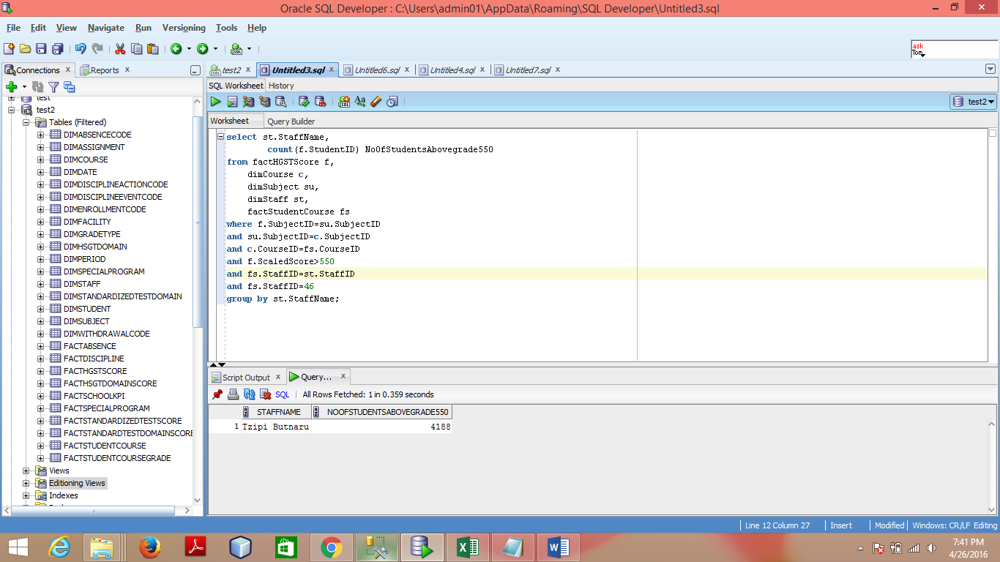 Oracle SQL Developer : C:\Users\admin01\AppData\Roaming\SQL Developer\Untitled3.sql
File Edit View Navigate Run Versioning Tools Help
ask
Tom
Connections x Reports x
test2 x Untitled3.sql x Untitled6.sql x Untitled4.sql x Untitled7.sql x
SQL Worksheet History
test2
Worksheet Query Builder
test
test2
Tables (Filtered)
DIMABSENCECODE
DIMASSIGNMENT
DIMCOURSE
DIMDATE
DIMDISCIPLINEACTIONCODE
DIMDISCIPLINEEVENTCODE
DIMENROLLMENTCODE
DIMFACILITY
DIMGRADETYPE
DIMHSGTDOMAIN
DIMPERIOD
DIMSPECIALPROGRAM
DIMSTAFF
DIMSTANDARDIZEDTESTDOMAIN
DIMSTUDENT
DIMSUBJECT
DIMWITHDRAWALCODE
FACTABSENCE
FACTDISCIPLINE
FACTHGSTSCORE
FACTHSGTDOMAINSCORE
FACTSCHOOLKPI
FACTSPECIALPROGRAM
FACTSTANDARDIZEDTESTSCORE
FACTSTANDARDTESTDOMAINSCORE
FACTSTUDENTCOURSE
FACTSTUDENTCOURSEGRADE
Views
Editioning Views
Indexes
select st.StaffName,
count(f.StudentID) NoOfStudentsAbovegrade550
from factHGSTScore f,
dimCourse c,
dimSubject su,
dimStaff st,
factStudentCourse fs
where f.SubjectID=su.SubjectID
and su.SubjectID=c.SubjectID
and c.CourseID=fs.CourseID
and f.ScaledScore>550
and fs.StaffID=st.StaffID
and fs.StaffID=46
group by st.StaffName;
Script Output x Query... x
SQL All Rows Fetched: 1 in 0.359 seconds
STAFFNAME NOOFSTUDENTSABOVEGRADE550
1 Tzipi Butnaru 4188
Line 12 Column 27 Insert Modified Windows: CR/LF Editing
7:41 PM
4/26/2016